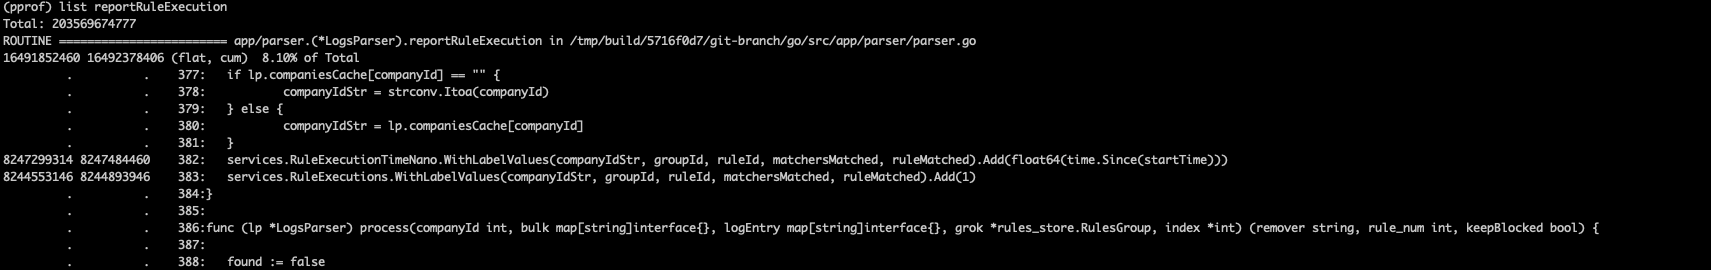 (pprof) list reportRuleExecution
Total: 203569674777
ROUTINE ======================== app/parser.(*LogsParser).reportRuleExecution in /tmp/build/5716f0d7/git-branch/go/src/app/parser/parser.go
16491852460 16492378406 (flat, cum)  8.10% of Total
         .          .    377:   if lp.companiesCache[companyId] == "" {
         .          .    378:           companyIdStr = strconv.Itoa(companyId)
         .          .    379:   } else {
         .          .    380:           companyIdStr = lp.companiesCache[companyId]
         .          .    381:   }
8247299314 8247484460    382:   services.RuleExecutionTimeNano.WithLabelValues(companyIdStr, groupId, ruleId, matchersMatched, ruleMatched).Add(float64(time.Since(startTime)))
8244553146 8244893946    383:   services.RuleExecutions.WithLabelValues(companyIdStr, groupId, ruleId, matchersMatched, ruleMatched).Add(1)
         .          .    384:}
         .          .    385:
         .          .    386:func (lp *LogsParser) process(companyId int, bulk map[string]interface{}, logEntry map[string]interface{}, grok *rules_store.RulesGroup, index *int) (remover string, rule_num int, keepBlocked bool) {
         .          .    387:
         .          .    388:   found := false